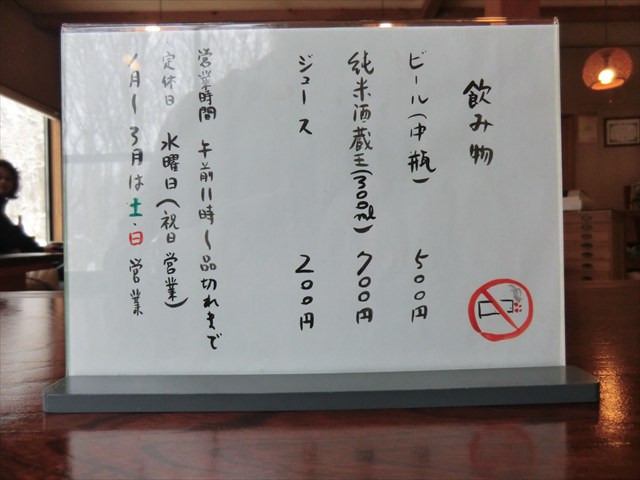 飲み物
ビール(中瓶) 500円
純米酒蔵王(300ml) 700円
ジュース 200円
営業時間 午前11時〜品切れまで
定休日 水曜日(祝日営業)
1月〜3月は土・日営業